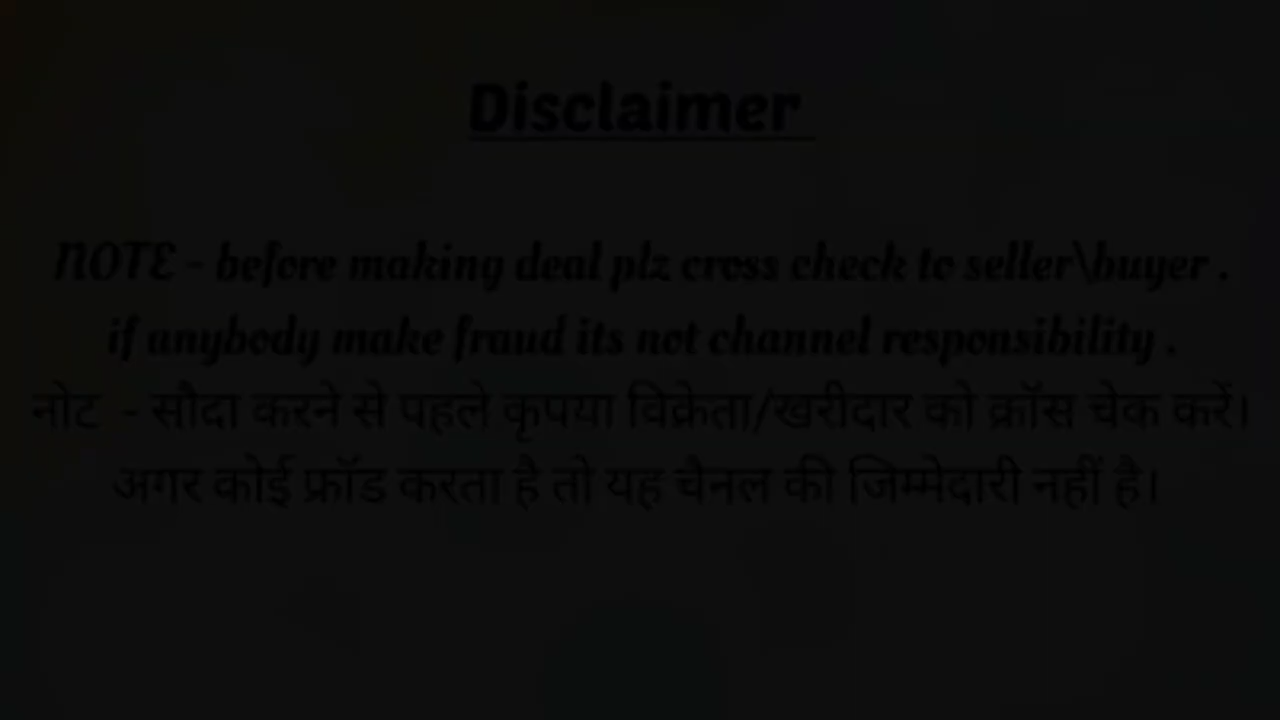 Disclaimer
NOTE - before making deal plz cross check to seller\buyer .
if anybody make fraud its not channel responsibility .
नोट - सौदा करने से पहले कृपया विक्रेता/खरीदार को क्रॉस चेक करें।
अगर कोई फ्रॉड करता है तो यह चैनल की जिम्मेदारी नहीं है।